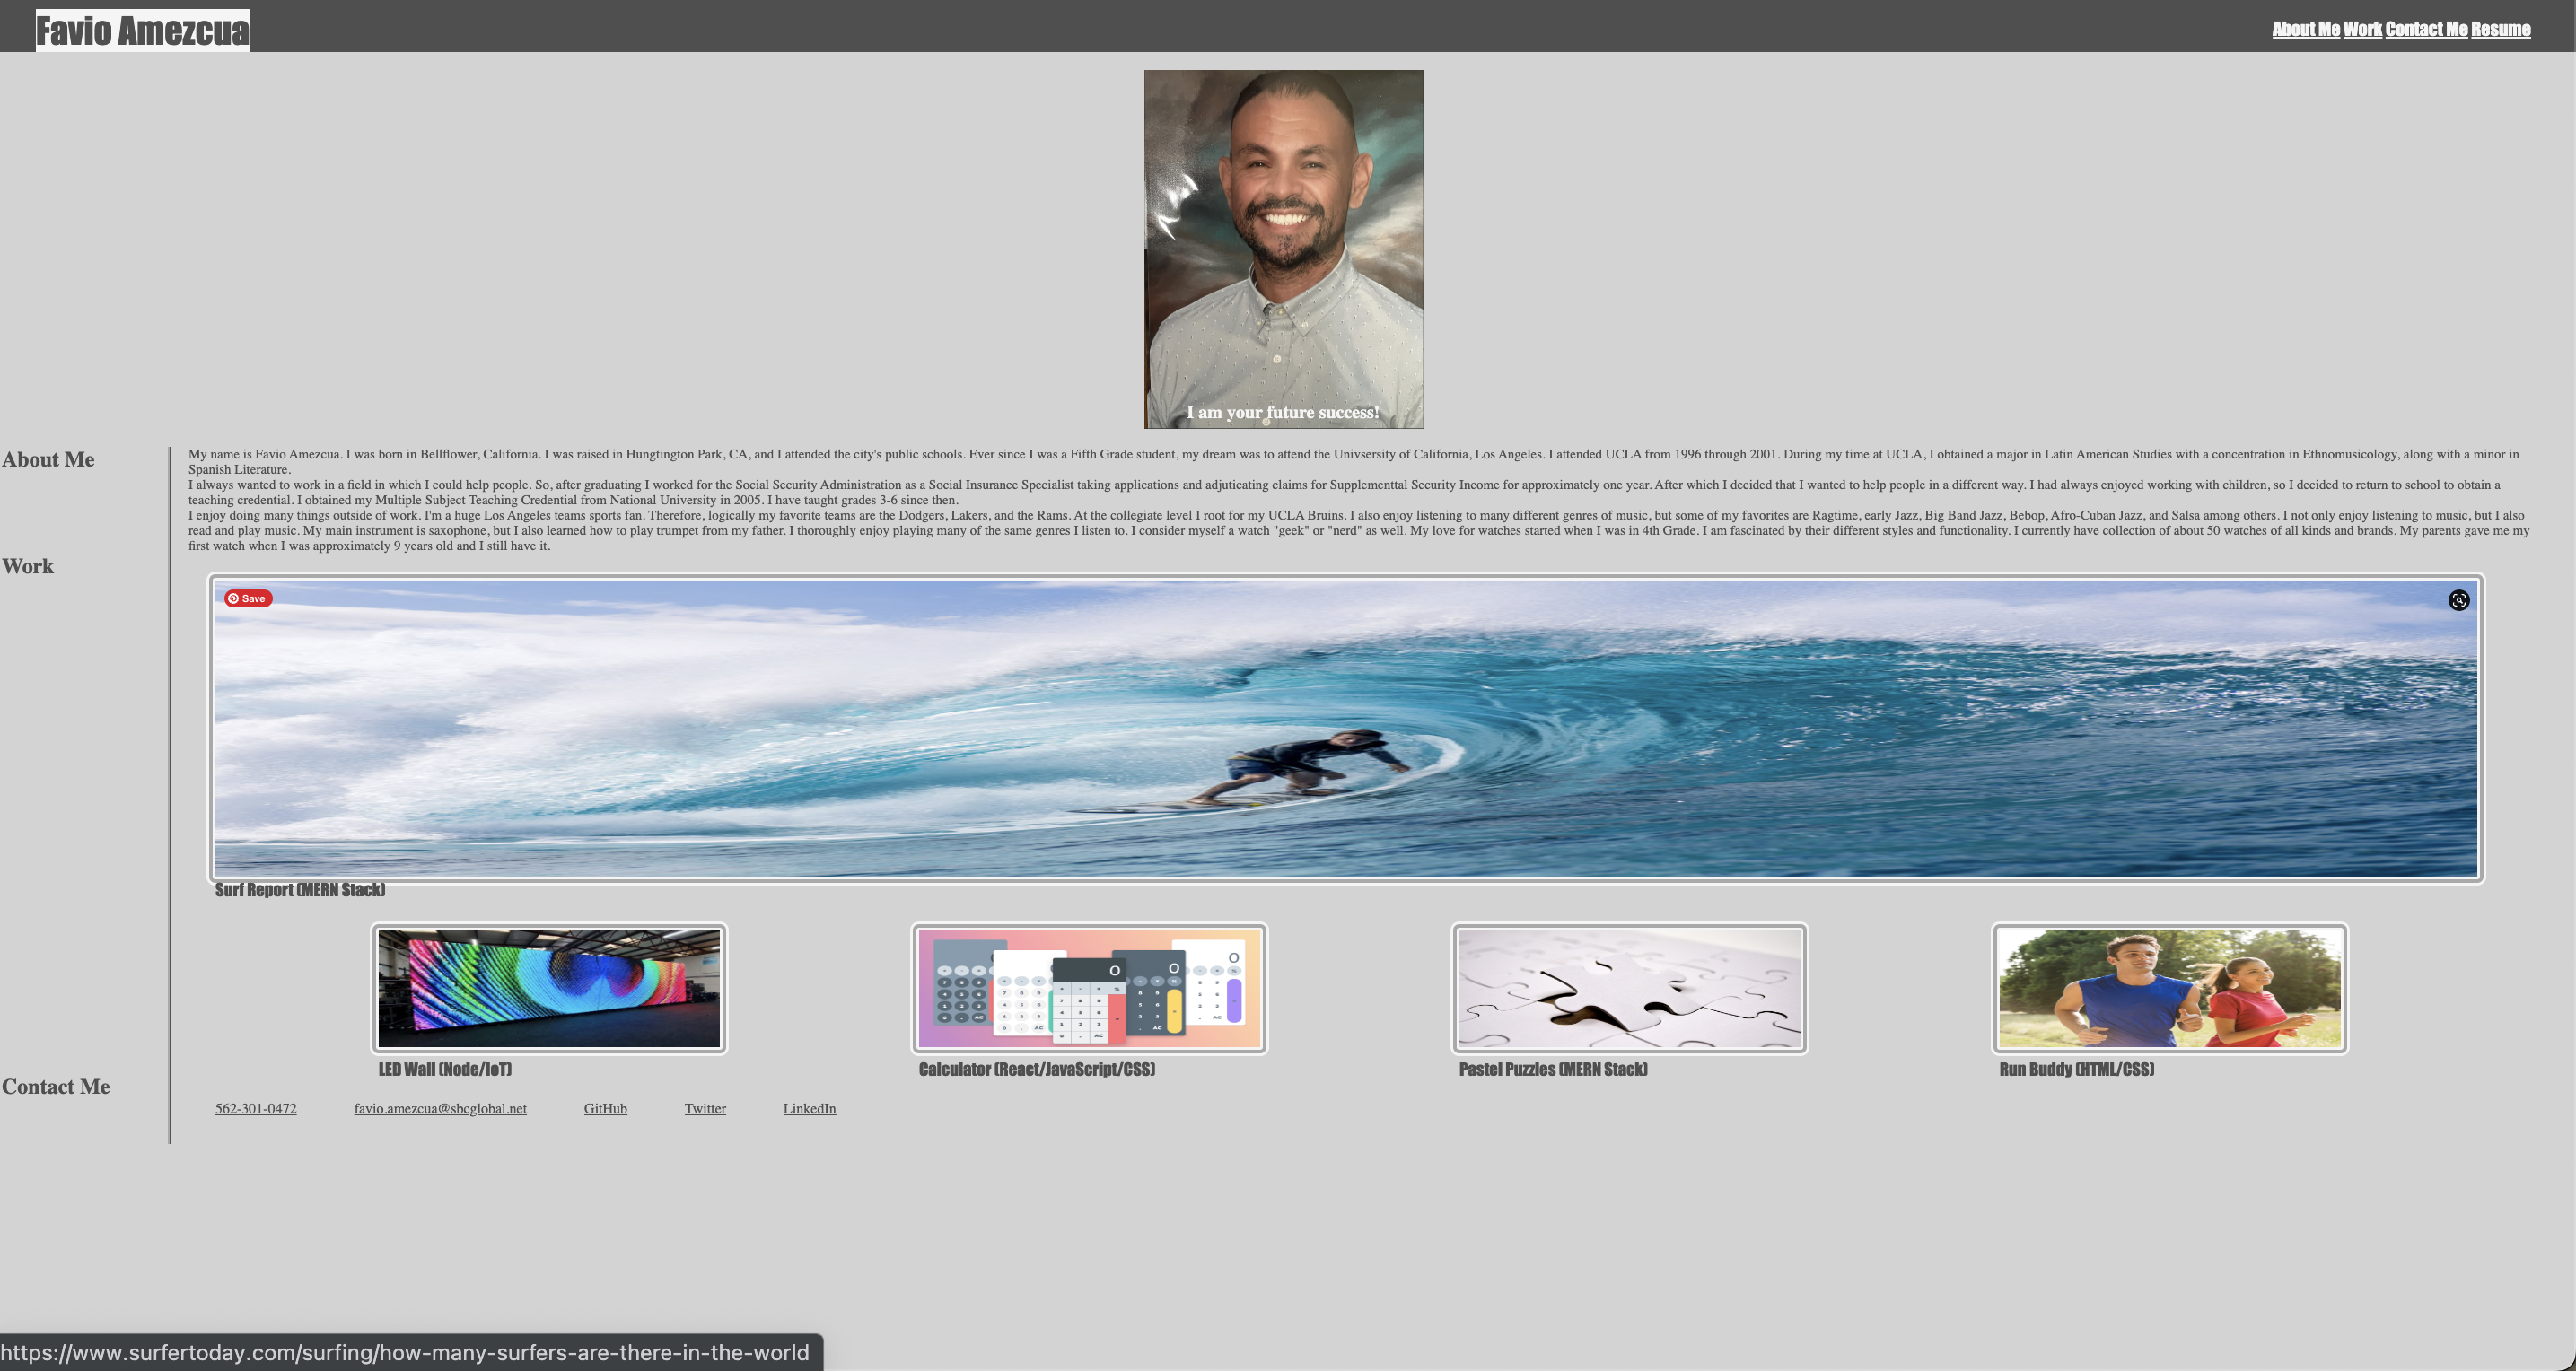 Favio Amezcua
About Me Work Contact Me Resume
I am your future success!
About Me
My name is Favio Amezcua. I was born in Bellflower, California. I was raised in Hungtington Park, CA, and I attended the city's public schools. Ever since I was a Fifth Grade student, my dream was to attend the Univsersity of California, Los Angeles. I attended UCLA from 1996 through 2001. During my time at UCLA, I obtained a major in Latin American Studies with a concentration in Ethnomusicology, along with a minor in
Spanish Literature.
I always wanted to work in a field in which I could help people. So, after graduating I worked for the Social Security Administration as a Social Insurance Specialist taking applications and adjuticating claims for Supplementtal Security Income for approximately one year. After which I decided that I wanted to help people in a different way. I had always enjoyed working with children, so I decided to return to school to obtain a
teaching credential. I obtained my Multiple Subject Teaching Credential from National University in 2005. I have taught grades 3-6 since then.
I enjoy doing many things outside of work. I'm a huge Los Angeles teams sports fan. Therefore, logically my favorite teams are the Dodgers, Lakers, and the Rams. At the collegiate level I root for my UCLA Bruins. I also enjoy listening to many different genres of music, but some of my favorites are Ragtime, early Jazz, Big Band Jazz, Bebop, Afro-Cuban Jazz, and Salsa among others. I not only enjoy listening to music, but I also
read and play music. My main instrument is saxophone, but I also learned how to play trumpet from my father. I thoroughly enjoy playing many of the same genres I listen to. I consider myself a watch "geek" or "nerd" as well. My love for watches started when I was in 4th Grade. I am fascinated by their different styles and functionality. I currently have collection of about 50 watches of all kinds and brands. My parents gave me my
first watch when I was approximately 9 years old and I still have it.
Work
Save
Surf Report (MERN Stack)
LED Wall (Node/IoT)
Calculator (React/JavaScript/CSS)
Pastel Puzzles (MERN Stack)
Run Buddy (HTML/CSS)
Contact Me
562-301-0472
favio.amezcua@sbcglobal.net
GitHub
Twitter
LinkedIn
https://www.surfertoday.com/surfing/how-many-surfers-are-there-in-the-world